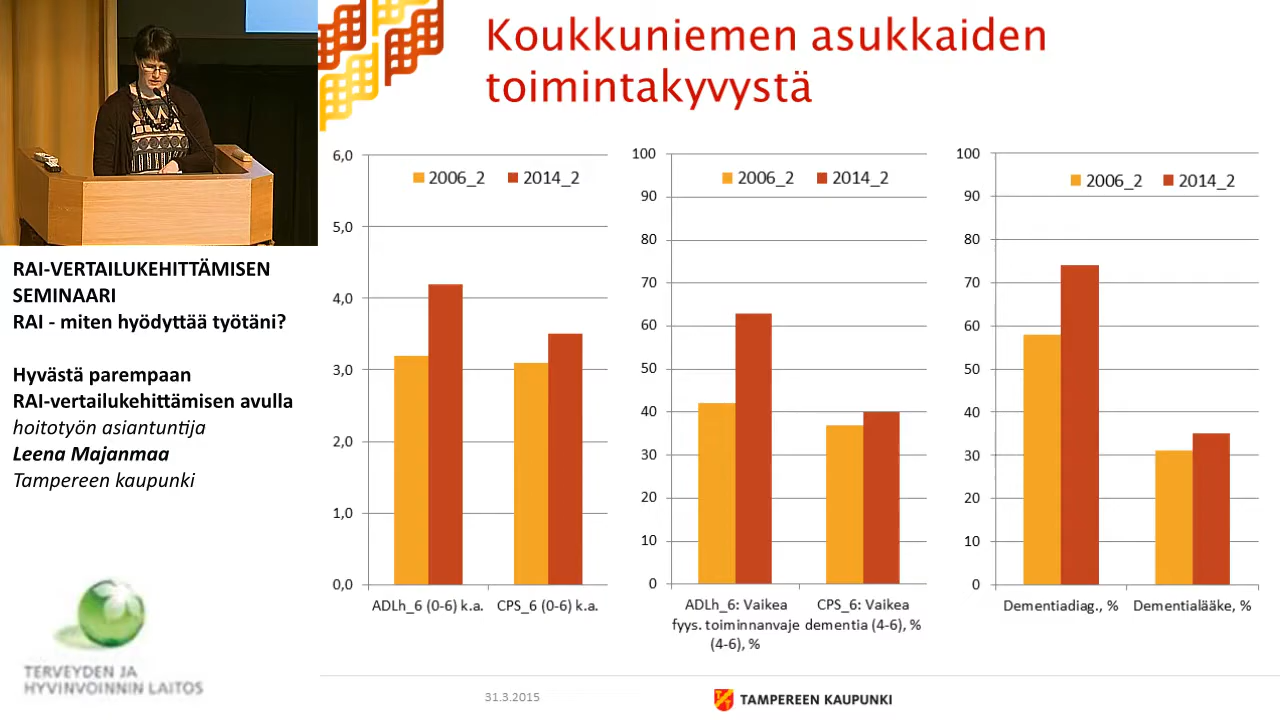 Koukkuniemen asukkaiden
toimintakyvystä
RAI-VERTAILUKEHITTÄMISEN
SEMINAARI
RAI - miten hyödyttää työtäni?
Hyvästä parempaan
RAI-vertailukehittämisen avulla
hoitotyön asiantuntija
Leena Majanmaa
Tampereen kaupunki
TERVEYDEN JA
HYVINVOINNIN LAITOS
2006_2 2014_2
6,0
5,0
4,0
3,0
2,0
1,0
0,0
ADLh_6 (0-6) k.a. CPS_6 (0-6) k.a.
2006_2 2014_2
100
90
80
70
60
50
40
30
20
10
0
ADLh_6: Vaikea CPS_6: Vaikea
fyys. toiminnanvaje dementia (4-6), %
(4-6), %
2006_2 2014_2
100
90
80
70
60
50
40
30
20
10
0
Dementiadiag., % Dementialääke, %
31.3.2015
TAMPEREEN KAUPUNKI